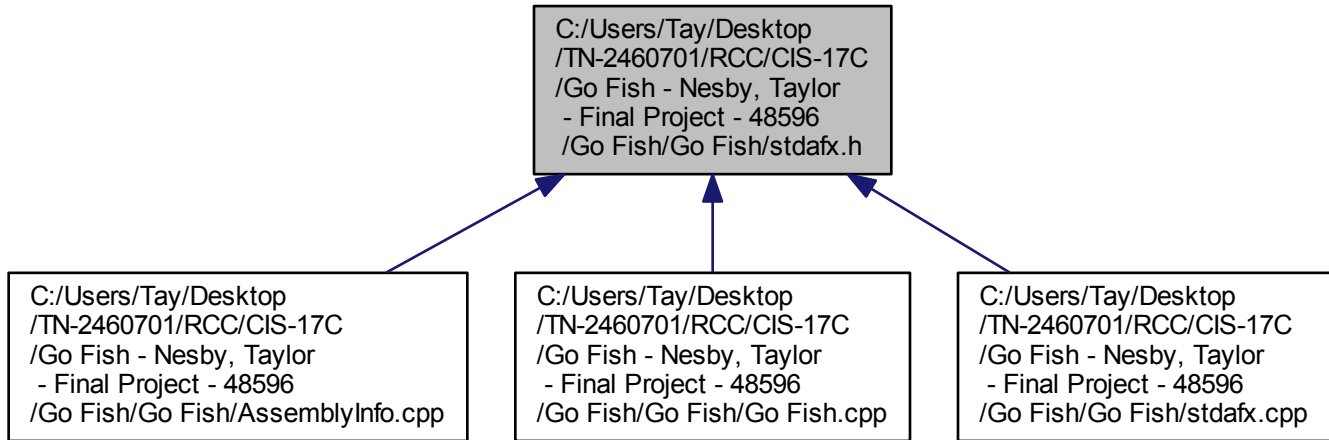 C:/Users/Tay/Desktop
/TN-2460701/RCC/CIS-17C
/Go Fish - Nesby, Taylor
- Final Project - 48596
/Go Fish/Go Fish/stdafx.h
C:/Users/Tay/Desktop
/TN-2460701/RCC/CIS-17C
/Go Fish - Nesby, Taylor
- Final Project - 48596
/Go Fish/Go Fish/AssemblyInfo.cpp
C:/Users/Tay/Desktop
/TN-2460701/RCC/CIS-17C
/Go Fish - Nesby, Taylor
- Final Project - 48596
/Go Fish/Go Fish/Go Fish.cpp
C:/Users/Tay/Desktop
/TN-2460701/RCC/CIS-17C
/Go Fish - Nesby, Taylor
- Final Project - 48596
/Go Fish/Go Fish/stdafx.cpp